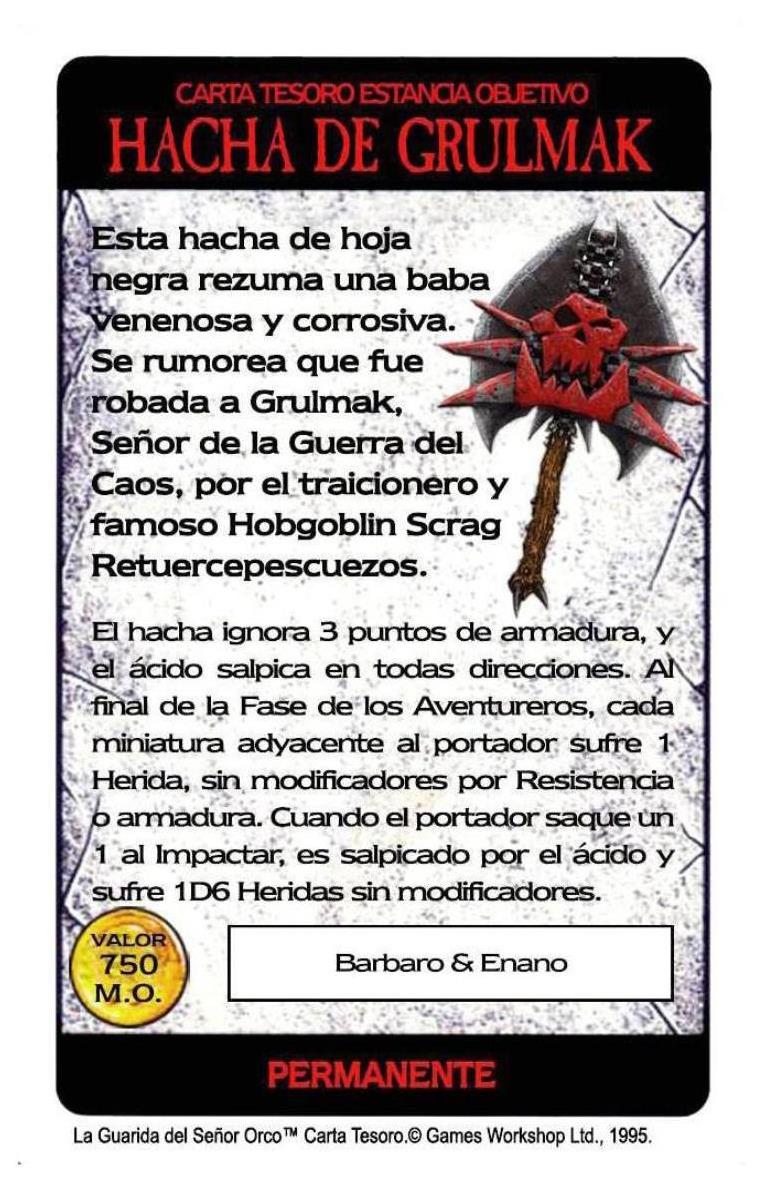 CARTA TESORO ESTANCIA OBJETIVO
HACHA DE GRULMAK
Esta hacha de hoja
negra rezuma una baba
venenosa y corrosiva.
Se rumorea que fue
robada a Grulmak,
Señor de la Guerra del
Caos, por el traicionero y
famoso Hobgoblin Scrag
Retuercepescuezos.
El hacha ignora 3 puntos de armadura, y
el ácido salpica en todas direcciones. Al
final de la Fase de los Aventureros, cada
miniatura adyacente al portador sufre 1
Herida, sin modificadores por Resistencia
o armadura. Cuando el portador saque un
1 al Impactar, es salpicado por el ácido y
sufre 1D6 Heridas sin modificadores.
VALOR
750
M.O.
Barbaro & Enano
PERMANENTE
La Guarida del Señor Orco™ Carta Tesoro.© Games Workshop Ltd., 1995.